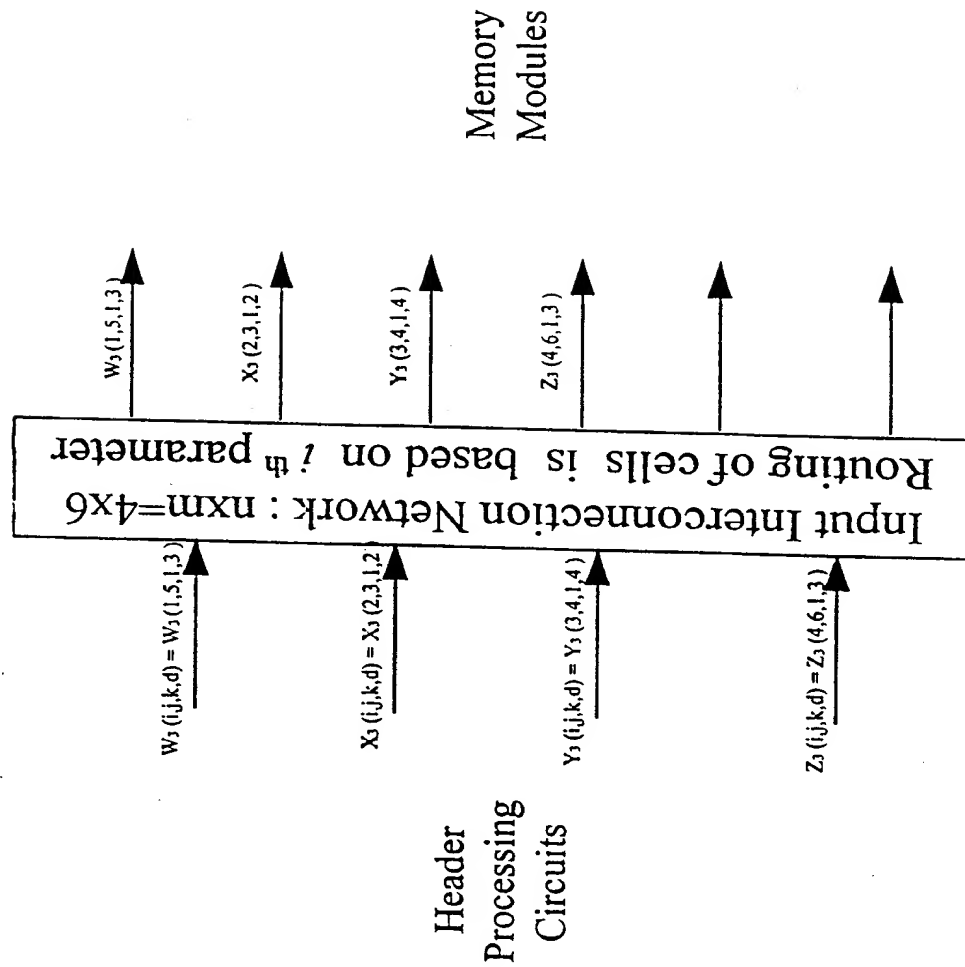 Header
Processing
Circuits
W3 (i,j,k,d) = W3 (1,5,1,3)
X3 (i,j,k,d) = X3 (2,3,1,2)
Y3 (i,j,k,d) = Y3 (3,4,1,4)
Z3 (i,j,k,d) = Z3 (4,6,1,3)
Input Interconnection Network : nxm=4x6
Routing of cells is based on i th parameter
W3 (1,5,1,3)
X3 (2,3,1,2)
Y3 (3,4,1,4)
Z3 (4,6,1,3)
Memory
Modules